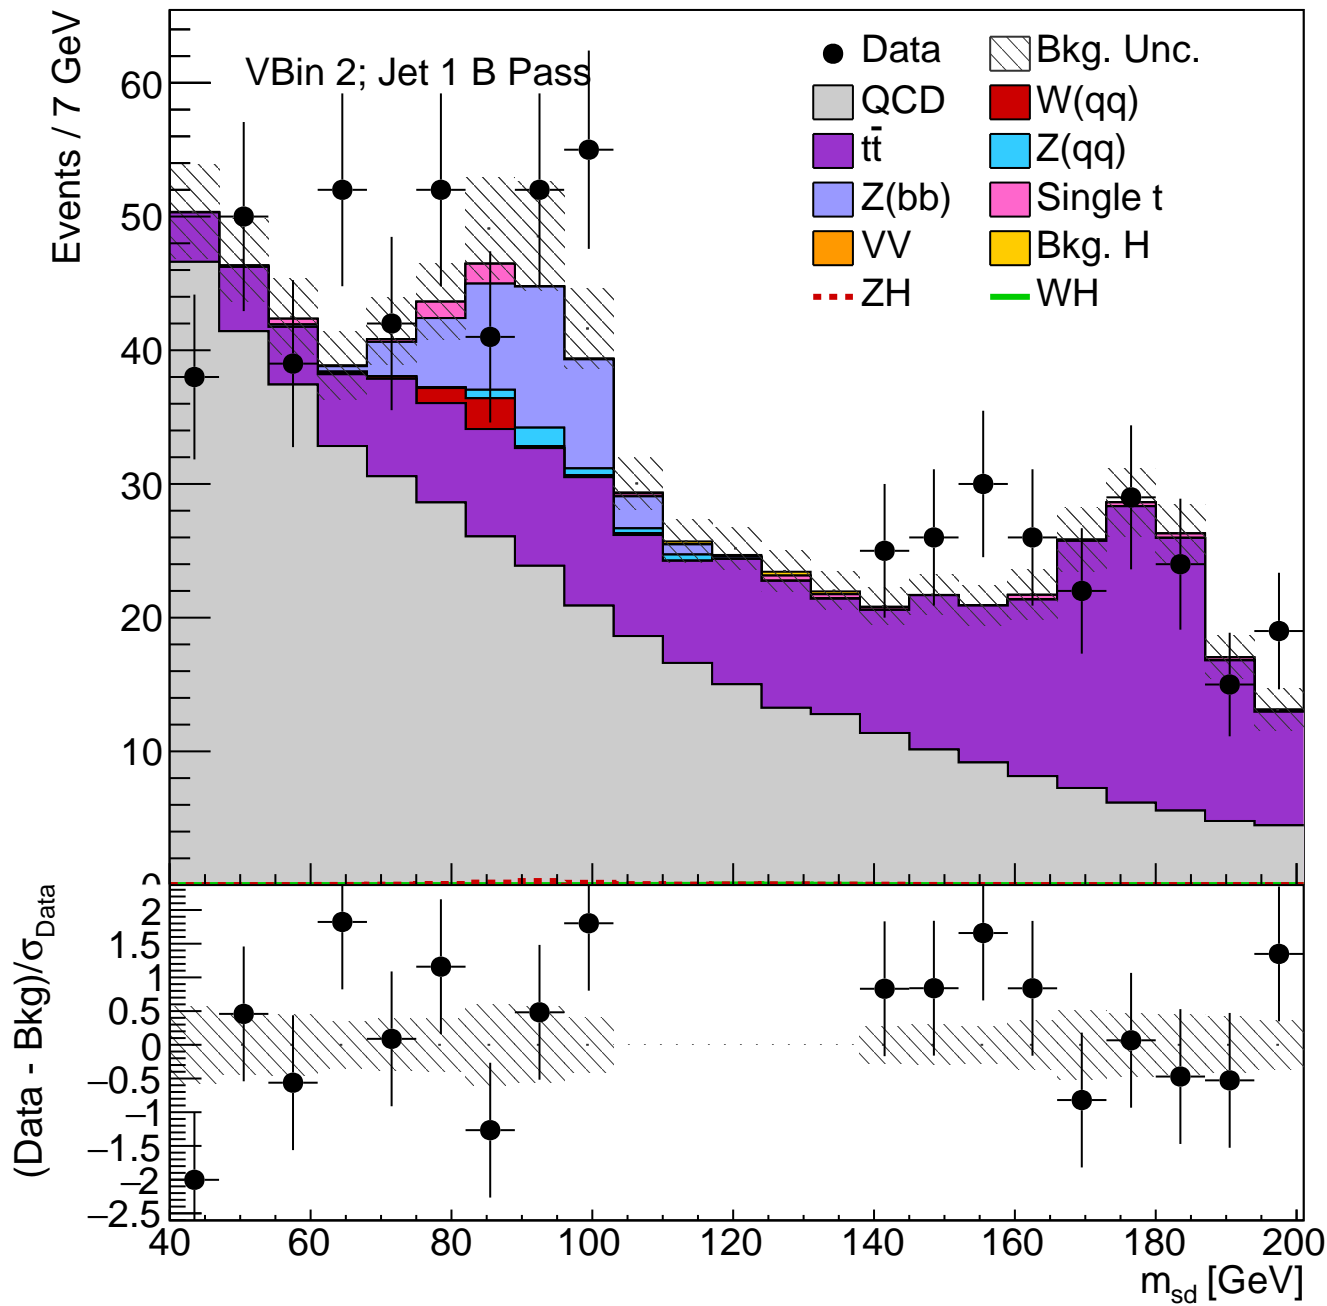 Events / 7 GeV
VBin 2; Jet 1 B Pass
Data
Bkg. Unc.
QCD
W(qq)
tt̄
Z(qq)
Z(bb)
Single t
VV
Bkg. H
ZH
WH
60
50
40
30
20
10
0
(Data - Bkg)/σData
2
1.5
1
0.5
0
−0.5
−1
−1.5
−2
−2.5
40 60 80 100 120 140 160 180 200
msd [GeV]